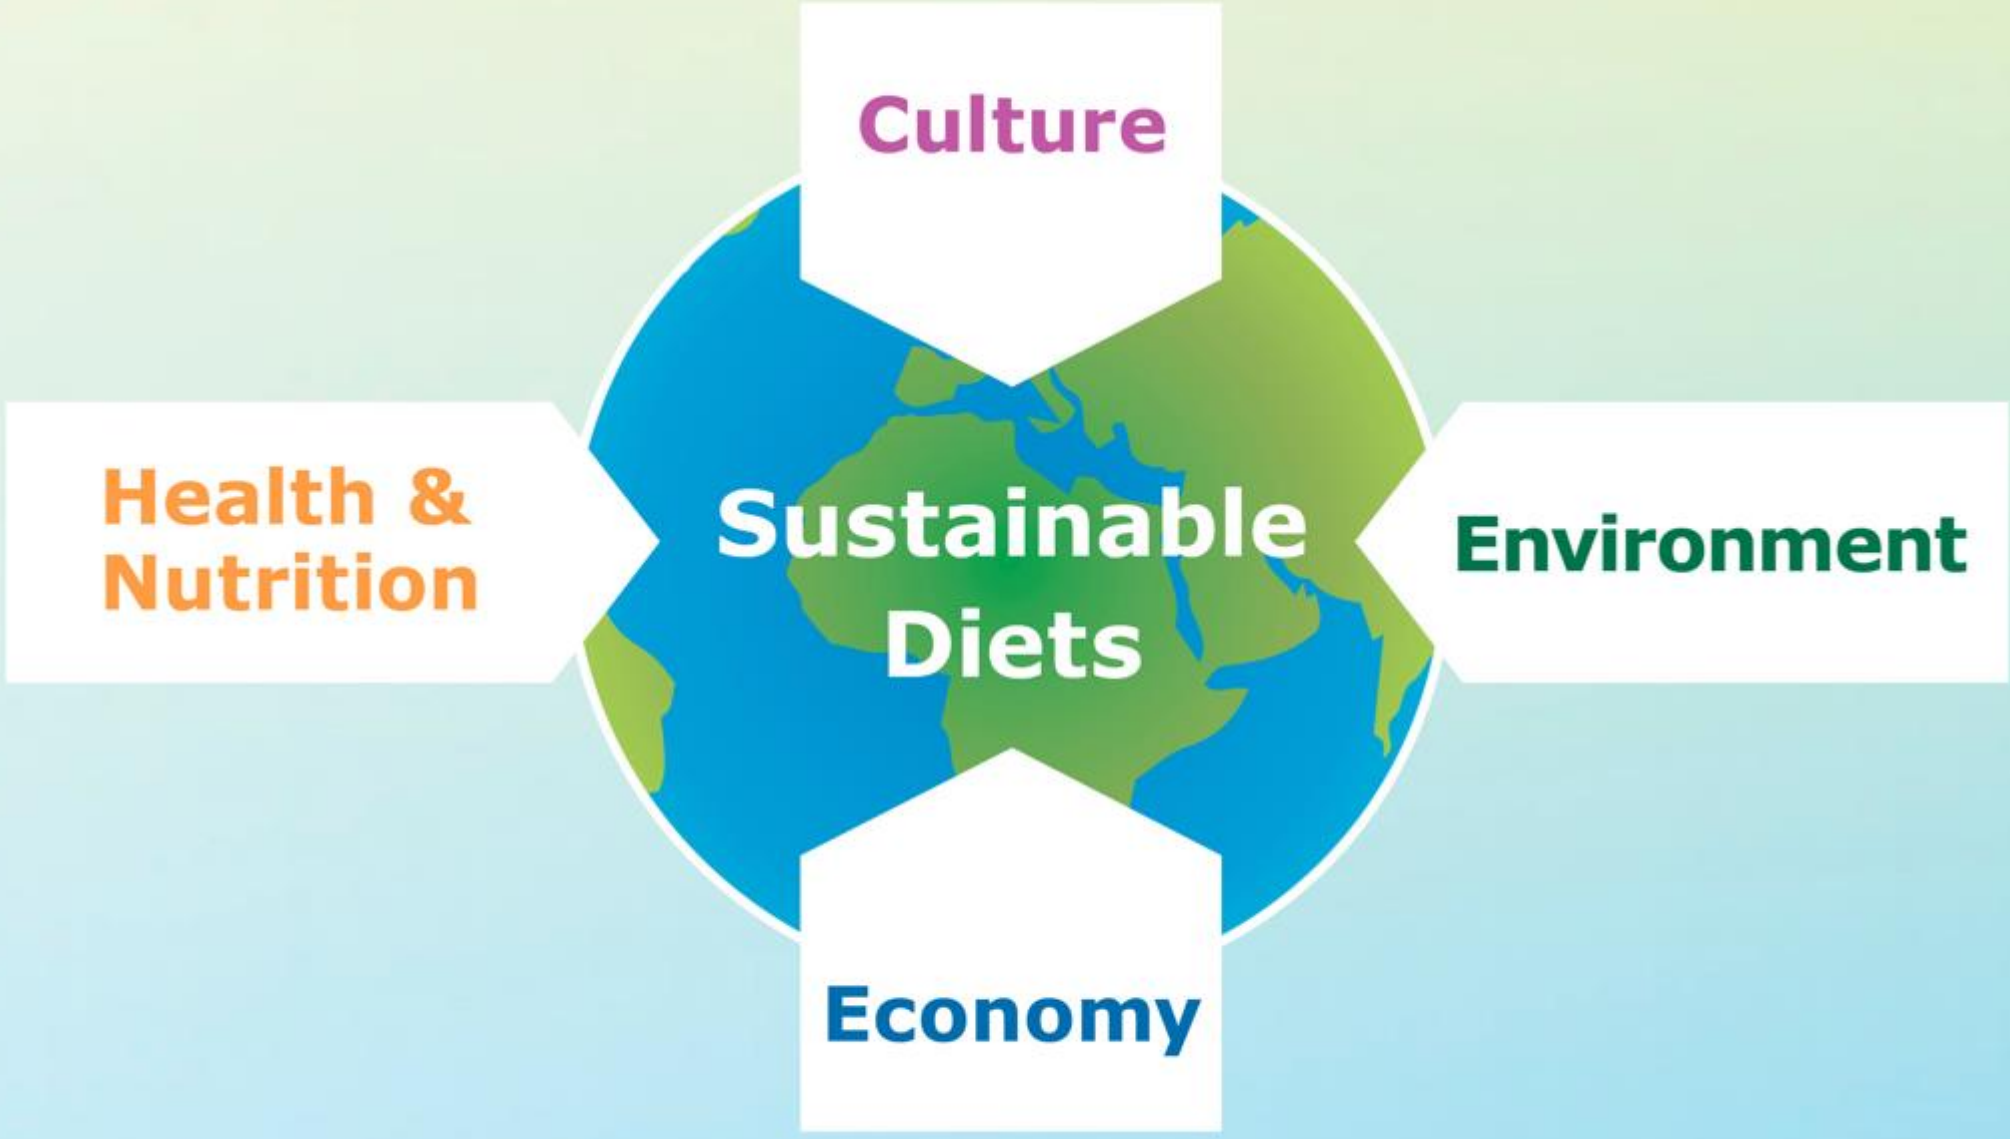 Culture
Health &
Nutrition
Sustainable
Diets
Environment
Economy